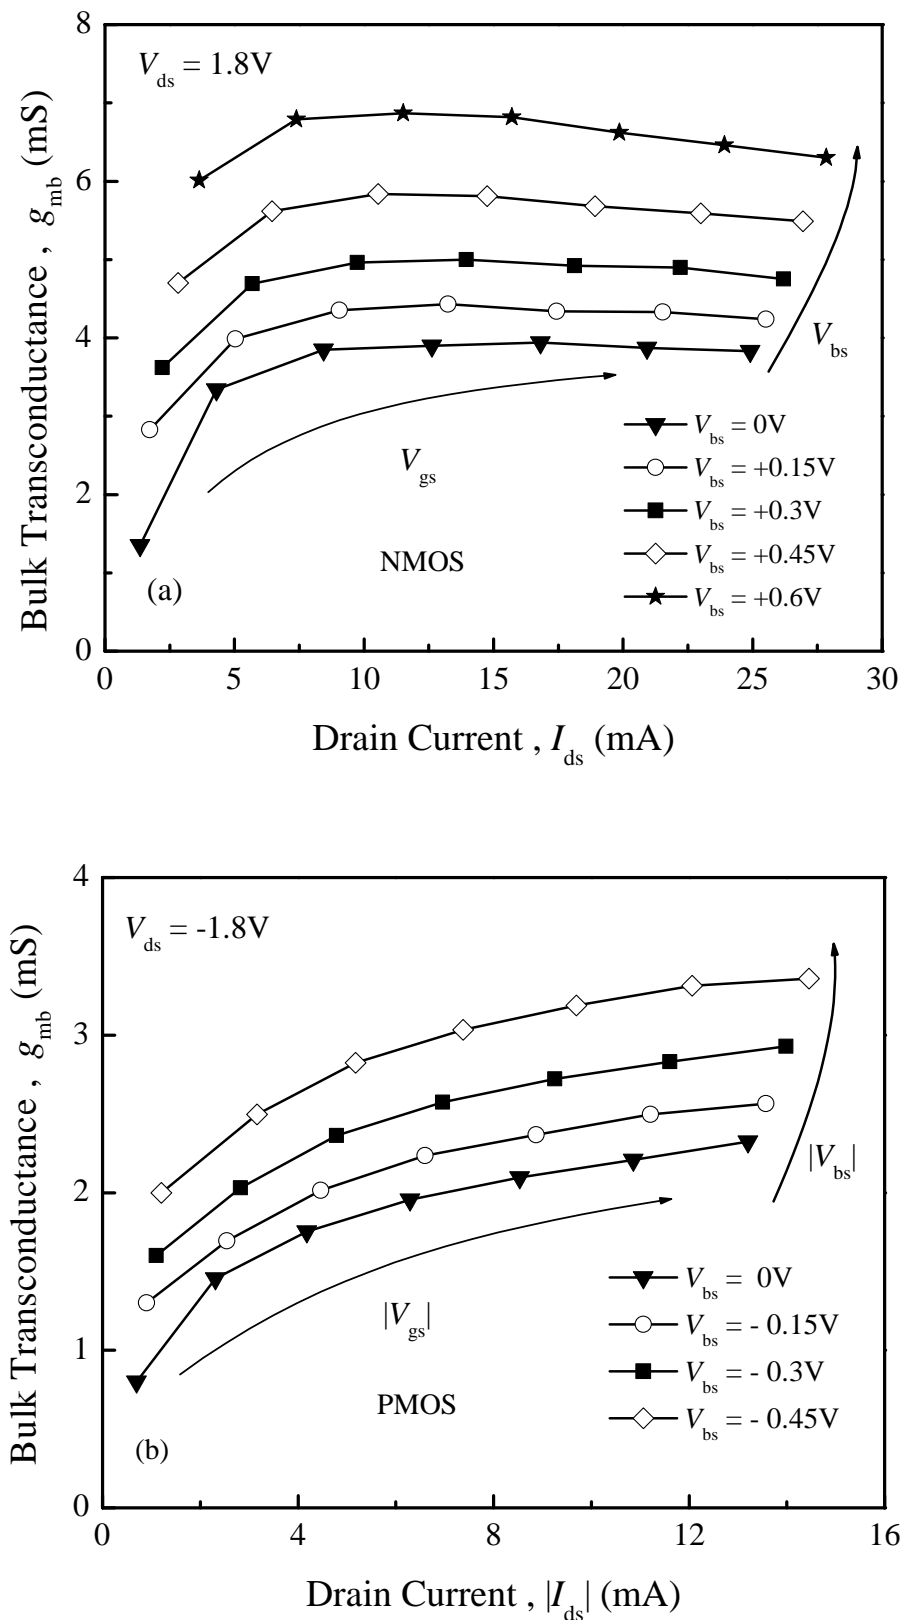 8
V_ds = 1.8V
6
4
2
0
Bulk Transconductance , g_mb (mS)
V_bs
V_gs
V_bs = 0V
V_bs = +0.15V
V_bs = +0.3V
V_bs = +0.45V
V_bs = +0.6V
NMOS
(a)
0 5 10 15 20 25 30
Drain Current , I_ds (mA)
4
V_ds = -1.8V
3
2
1
0
Bulk Transconductance , g_mb (mS)
|V_bs|
|V_gs|
V_bs = 0V
V_bs = - 0.15V
V_bs = - 0.3V
V_bs = - 0.45V
PMOS
(b)
0 4 8 12 16
Drain Current , |I_ds| (mA)